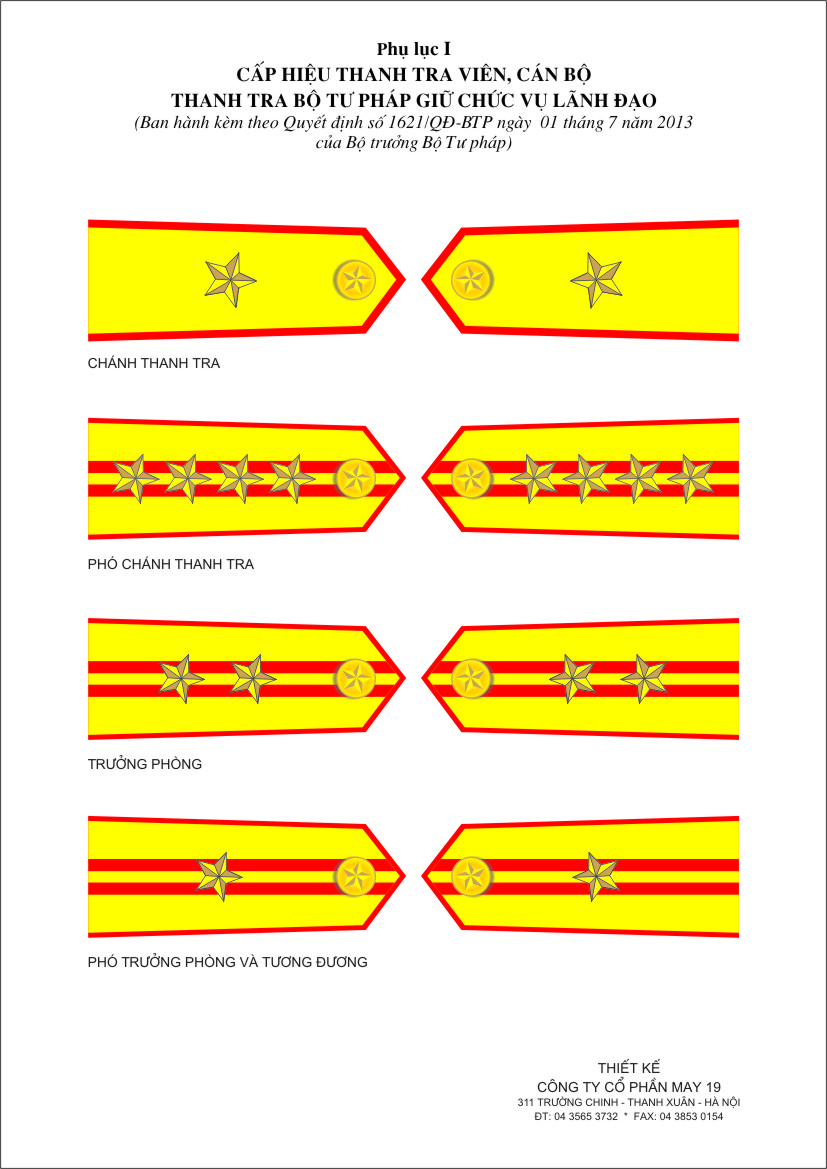 Phụ lục I
CẤP HIỆU THANH TRA VIÊN, CÁN BỘ
THANH TRA BỘ TƯ PHÁP GIỮ CHỨC VỤ LÃNH ĐẠO
(Ban hành kèm theo Quyết định số 1621/QĐ-BTP ngày 01 tháng 7 năm 2013
của Bộ trưởng Bộ Tư pháp)
CHÁNH THANH TRA
PHÓ CHÁNH THANH TRA
TRƯỞNG PHÒNG
PHÓ TRƯỞNG PHÒNG VÀ TƯƠNG ĐƯƠNG
THIẾT KẾ
CÔNG TY CỔ PHẦN MAY 19
311 TRƯỜNG CHINH - THANH XUÂN - HÀ NỘI
ĐT: 04 3565 3732 * FAX: 04 3853 0154